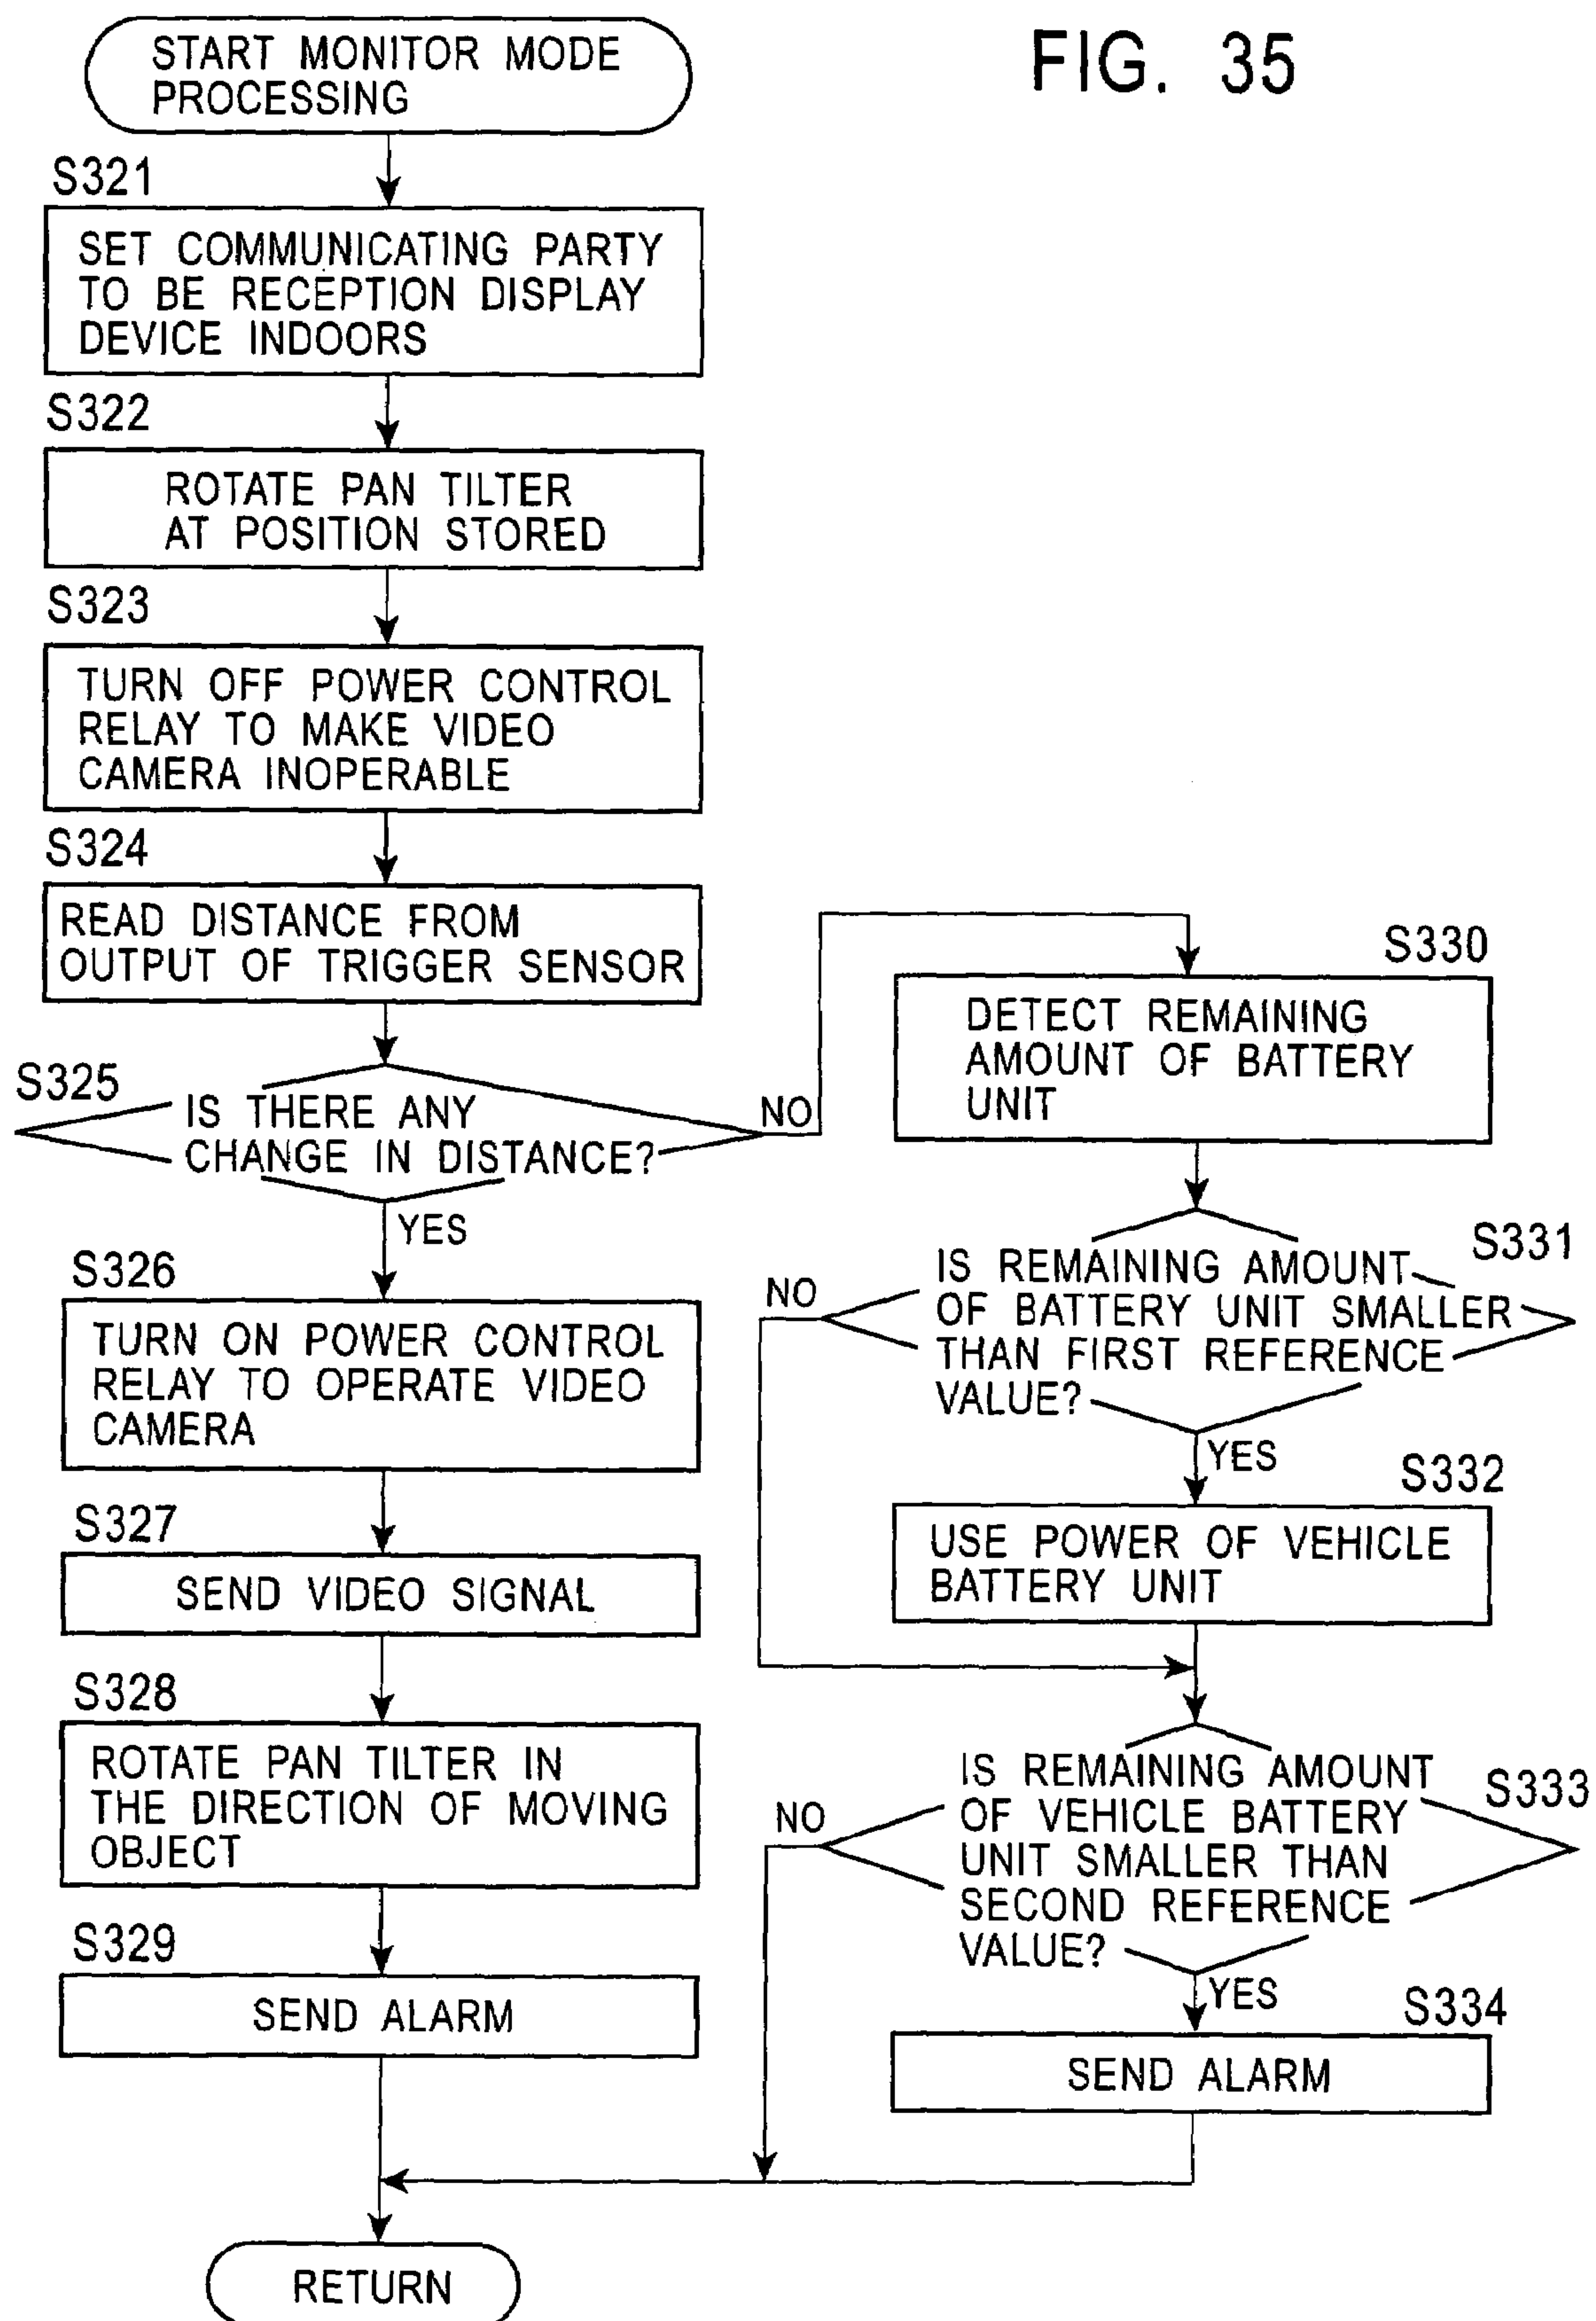 FIG. 35
START MONITOR MODE
PROCESSING
S321
SET COMMUNICATING PARTY
TO BE RECEPTION DISPLAY
DEVICE INDOORS
S322
ROTATE PAN TILTER
AT POSITION STORED
S323
TURN OFF POWER CONTROL
RELAY TO MAKE VIDEO
CAMERA INOPERABLE
S324
READ DISTANCE FROM
OUTPUT OF TRIGGER SENSOR
S325
IS THERE ANY
CHANGE IN DISTANCE?
NO
YES
S326
TURN ON POWER CONTROL
RELAY TO OPERATE VIDEO
CAMERA
S327
SEND VIDEO SIGNAL
S328
ROTATE PAN TILTER IN
THE DIRECTION OF MOVING
OBJECT
S329
SEND ALARM
S330
DETECT REMAINING
AMOUNT OF BATTERY
UNIT
S331
IS REMAINING AMOUNT
OF BATTERY UNIT SMALLER
THAN FIRST REFERENCE
VALUE?
NO
YES
S332
USE POWER OF VEHICLE
BATTERY UNIT
S333
IS REMAINING AMOUNT
OF VEHICLE BATTERY
UNIT SMALLER THAN
SECOND REFERENCE
VALUE?
NO
YES
S334
SEND ALARM
RETURN